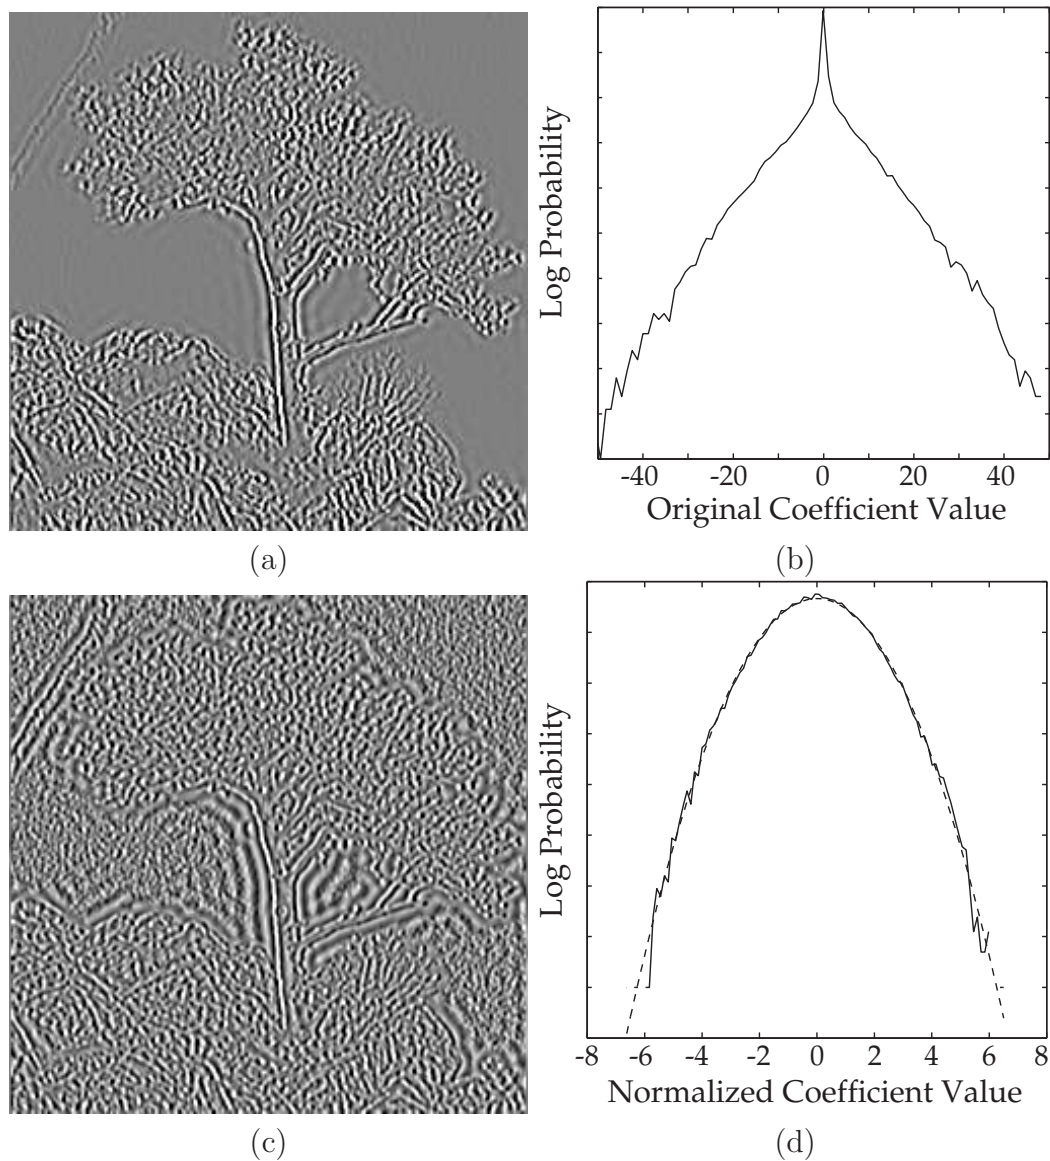 Log Probability
-40 -20 0 20 40
Original Coefficient Value
(a) (b)
Log Probability
-8 -6 -4 -2 0 2 4 6 8
Normalized Coefficient Value
(c) (d)